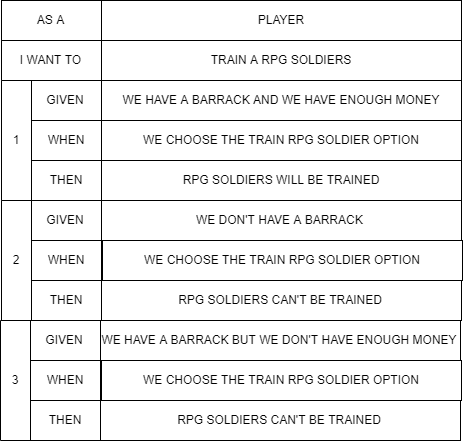 AS A PLAYER
I WANT TO TRAIN A RPG SOLDIERS
1
GIVEN WE HAVE A BARRACK AND WE HAVE ENOUGH MONEY
WHEN WE CHOOSE THE TRAIN RPG SOLDIER OPTION
THEN RPG SOLDIERS WILL BE TRAINED
2
GIVEN WE DON'T HAVE A BARRACK
WHEN WE CHOOSE THE TRAIN RPG SOLDIER OPTION
THEN RPG SOLDIERS CAN'T BE TRAINED
3
GIVEN WE HAVE A BARRACK BUT WE DON'T HAVE ENOUGH MONEY
WHEN WE CHOOSE THE TRAIN RPG SOLDIER OPTION
THEN RPG SOLDIERS CAN'T BE TRAINED